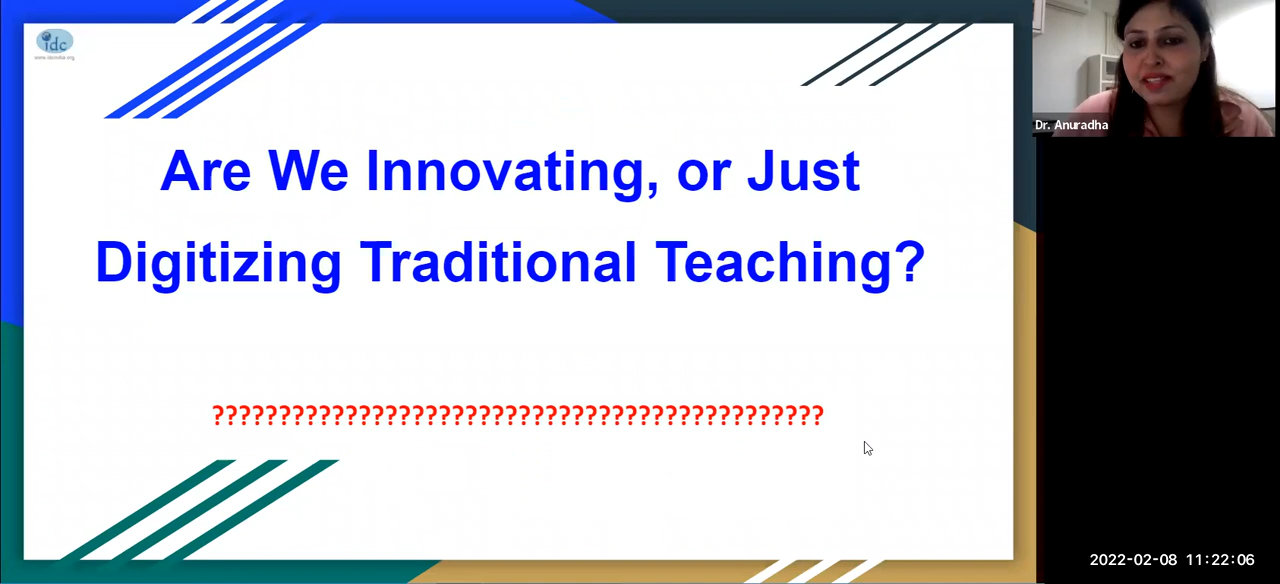 idc
Are We Innovating, or Just
Digitizing Traditional Teaching?
??????????????????????????????????????????????
Dr. Anuradha
2022-02-08 11:22:06